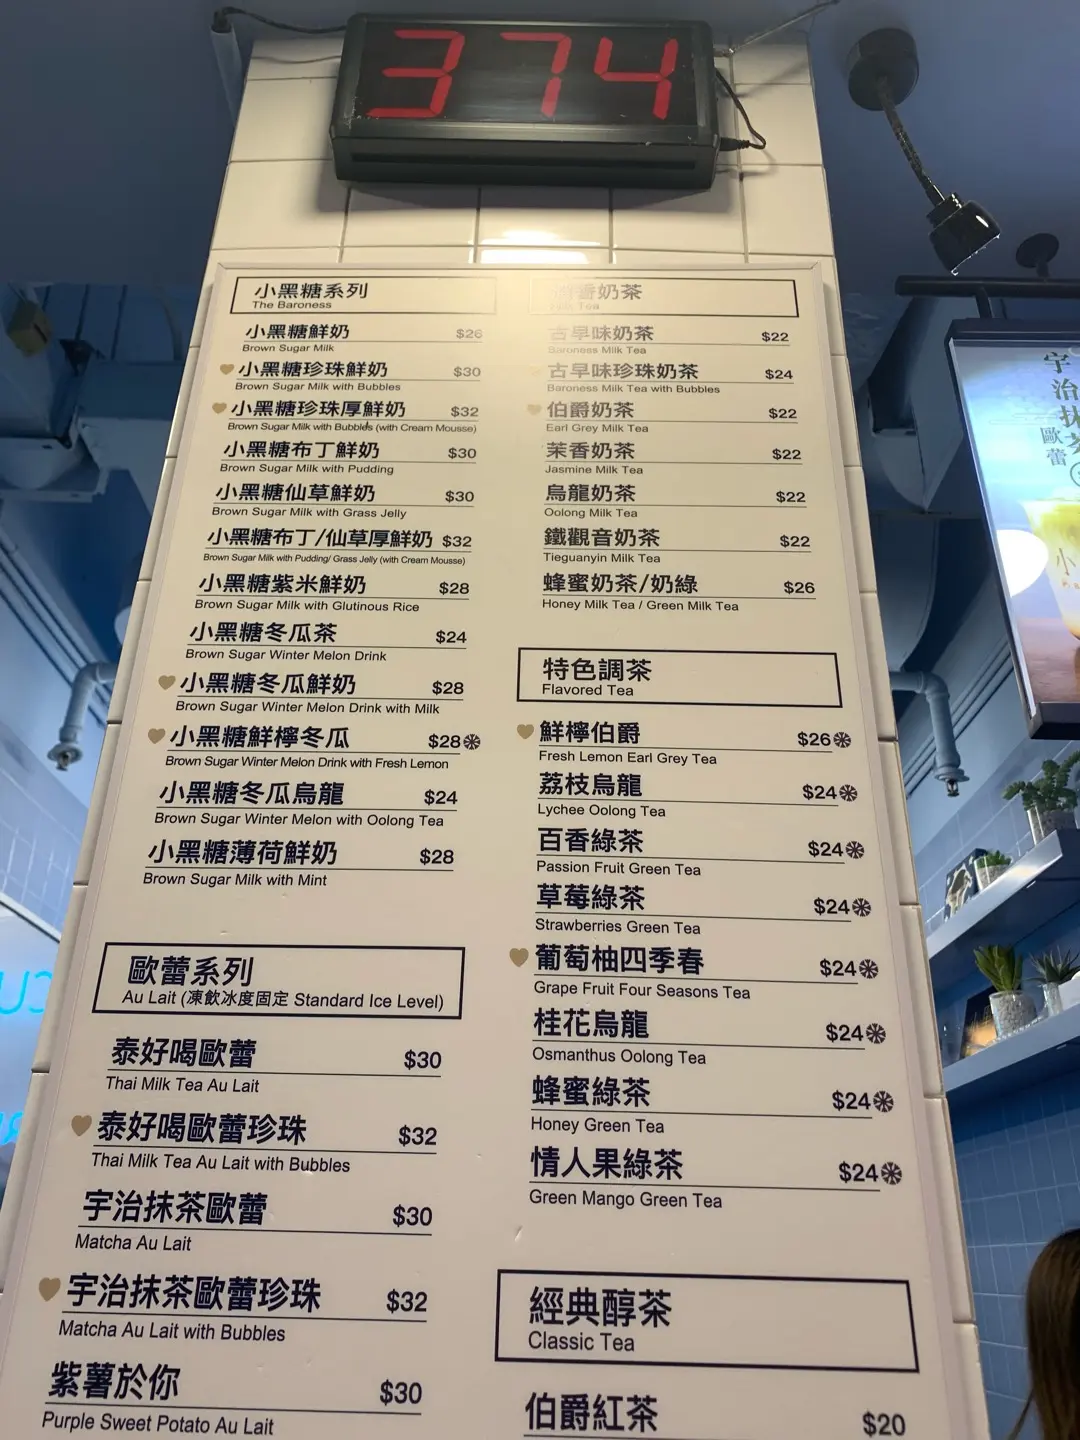 374
小黑糖系列
The Baroness
小黑糖鮮奶 $26
Brown Sugar Milk
小黑糖珍珠鮮奶 $30
Brown Sugar Milk with Bubbles
小黑糖珍珠厚鮮奶 $32
Brown Sugar Milk with Bubbles (with Cream Mousse)
小黑糖布丁鮮奶 $30
Brown Sugar Milk with Pudding
小黑糖仙草鮮奶 $30
Brown Sugar Milk with Grass Jelly
小黑糖布丁/仙草厚鮮奶 $32
Brown Sugar Milk with Pudding/ Grass Jelly (with Cream Mousse)
小黑糖紫米鮮奶 $28
Brown Sugar Milk with Glutinous Rice
小黑糖冬瓜茶 $24
Brown Sugar Winter Melon Drink
小黑糖冬瓜鮮奶 $28
Brown Sugar Winter Melon Drink with Milk
小黑糖鮮檸冬瓜 $28
Brown Sugar Winter Melon Drink with Fresh Lemon
小黑糖冬瓜烏龍 $24
Brown Sugar Winter Melon with Oolong Tea
小黑糖薄荷鮮奶 $28
Brown Sugar Milk with Mint
歐蕾系列
Au Lait (凍飲冰度固定 Standard Ice Level)
泰好喝歐蕾 $30
Thai Milk Tea Au Lait
泰好喝歐蕾珍珠 $32
Thai Milk Tea Au Lait with Bubbles
宇治抹茶歐蕾 $30
Matcha Au Lait
宇治抹茶歐蕾珍珠 $32
Matcha Au Lait with Bubbles
紫薯於你 $30
Purple Sweet Potato Au Lait
奶茶
Tea
古早味奶茶 $22
Baroness Milk Tea
古早味珍珠奶茶 $24
Baroness Milk Tea with Bubbles
伯爵奶茶 $22
Earl Grey Milk Tea
茉香奶茶 $22
Jasmine Milk Tea
烏龍奶茶 $22
Oolong Milk Tea
鐵觀音奶茶 $22
Tieguanyin Milk Tea
蜂蜜奶茶/奶綠 $26
Honey Milk Tea / Green Milk Tea
特色調茶
Flavored Tea
鮮檸伯爵 $26
Fresh Lemon Earl Grey Tea
荔枝烏龍 $24
Lychee Oolong Tea
百香綠茶 $24
Passion Fruit Green Tea
草莓綠茶 $24
Strawberries Green Tea
葡萄柚四季春 $24
Grape Fruit Four Seasons Tea
桂花烏龍 $24
Osmanthus Oolong Tea
蜂蜜綠茶 $24
Honey Green Tea
情人果綠茶 $24
Green Mango Green Tea
經典醇茶
Classic Tea
伯爵紅茶 $20
宇治抹茶
歐蕾